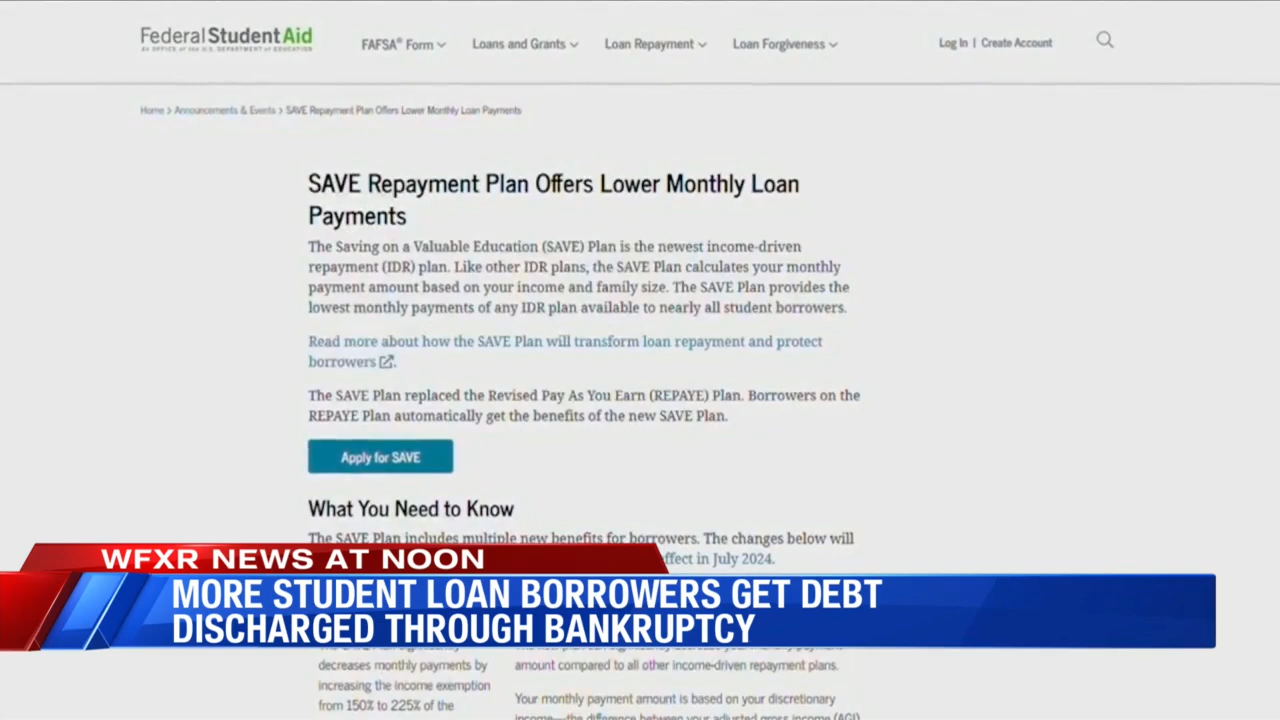 Federal Student Aid
An OFFICE of the U.S. DEPARTMENT of EDUCATION
FAFSA® Form
Loans and Grants
Loan Repayment
Loan Forgiveness
Log In | Create Account
Home > Announcements & Events > SAVE Repayment Plan Offers Lower Monthly Loan Payments
SAVE Repayment Plan Offers Lower Monthly Loan
Payments
The Saving on a Valuable Education (SAVE) Plan is the newest income-driven
repayment (IDR) plan. Like other IDR plans, the SAVE Plan calculates your monthly
payment amount based on your income and family size. The SAVE Plan provides the
lowest monthly payments of any IDR plan available to nearly all student borrowers.
Read more about how the SAVE Plan will transform loan repayment and protect
borrowers.
The SAVE Plan replaced the Revised Pay As You Earn (REPAYE) Plan. Borrowers on the
REPAYE Plan automatically get the benefits of the new SAVE Plan.
Apply for SAVE
What You Need to Know
The SAVE Plan includes multiple new benefits for borrowers. The changes below will
in July 2024.
WFXR NEWS AT NOON
MORE STUDENT LOAN BORROWERS GET DEBT
DISCHARGED THROUGH BANKRUPTCY
decreases monthly payments by
increasing the income exemption
from 150% to 225% of the
amount compared to all other income-driven repayment plans.
Your monthly payment amount is based on your discretionary
income—the difference between your adjusted gross income (AGI)